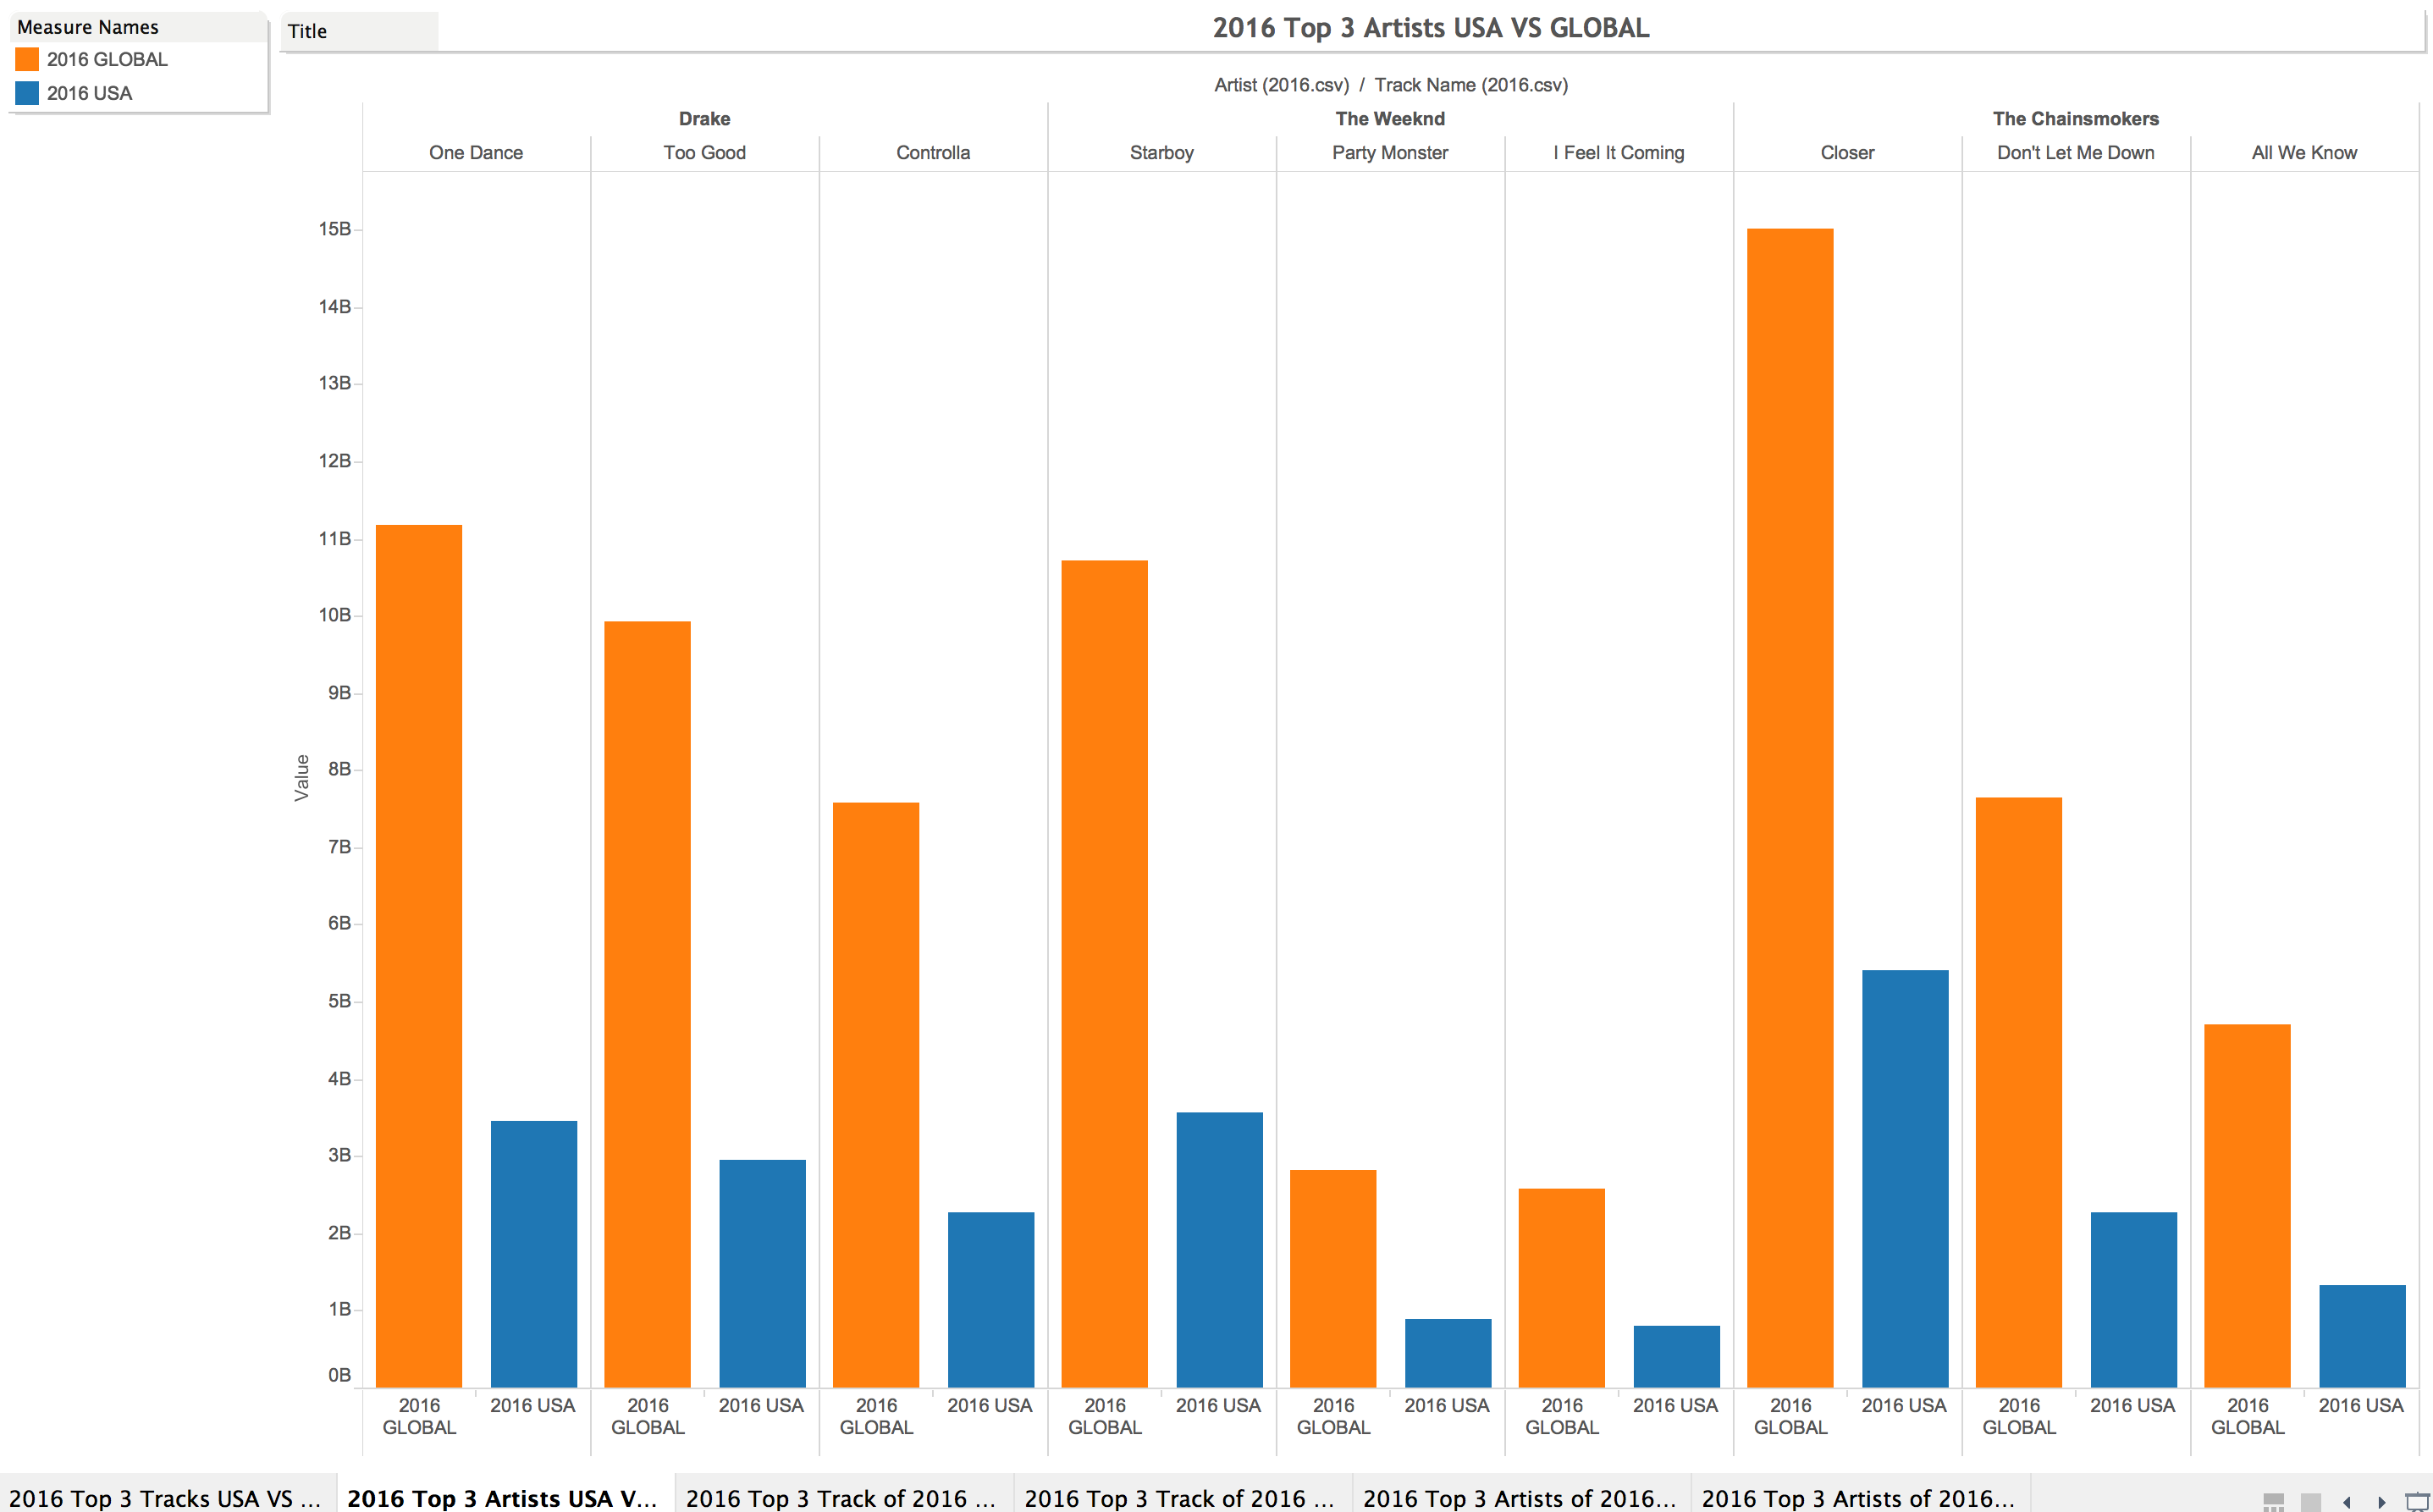 Measure Names
2016 GLOBAL
2016 USA
Title
2016 Top 3 Artists USA VS GLOBAL
Artist (2016.csv) / Track Name (2016.csv)
Drake The Weeknd The Chainsmokers
One Dance Too Good Controlla Starboy Party Monster I Feel It Coming Closer Don't Let Me Down All We Know
15B
14B
13B
12B
11B
10B
9B
8B
7B
6B
5B
4B
3B
2B
1B
0B
Value
2016 GLOBAL 2016 USA 2016 GLOBAL 2016 USA 2016 GLOBAL 2016 USA 2016 GLOBAL 2016 USA 2016 GLOBAL 2016 USA 2016 GLOBAL 2016 USA 2016 GLOBAL 2016 USA 2016 GLOBAL 2016 USA 2016 GLOBAL 2016 USA
2016 Top 3 Tracks USA VS ... 2016 Top 3 Artists USA V... 2016 Top 3 Track of 2016 ... 2016 Top 3 Track of 2016 ... 2016 Top 3 Artists of 2016... 2016 Top 3 Artists of 2016...